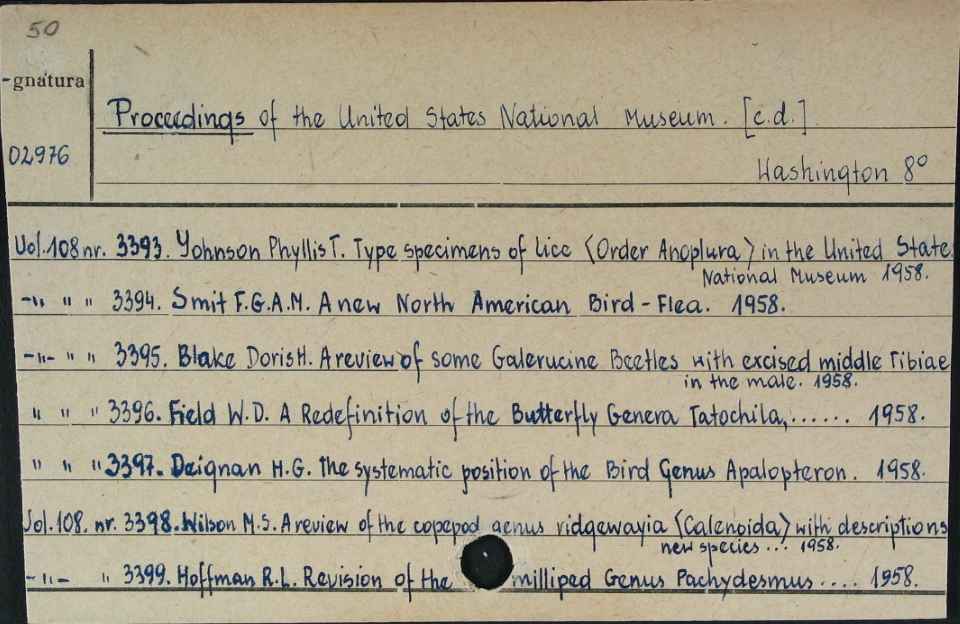 50
-gnatura
Proceedings of the United States National Museum. [c.d.]
02976
Washington 8°
Vol.108 nr. 3393. Yohnson Phyllis T. Type specimens of lice (Order Anoplura) in the United State
National Museum 1958.
-"- " " 3394. Smit F.G.A.M. A new North American Bird-Flea. 1958.
-"- " " 3395. Blake Doris H. A review of some Galerucine Beetles with excised middle Tibiae
in the male. 1958.
" " " 3396. Field W.D. A Redefinition of the Butterfly Genera Tatochila,...... 1958.
" " " 3397. Deignan H.G. The systematic position of the Bird Genus Apalopteron. 1958.
Vol.108. nr. 3398. Wilson M.S. A review of the copepod genus ridgewayia (Calenoida) with descriptions
new species... 1958.
-"- " 3399. Hoffman R.L. Revision of the milliped Genus Pachydesmus.... 1958.